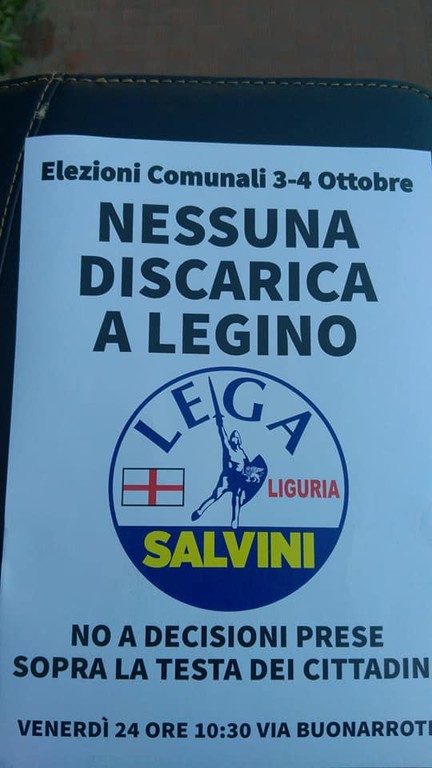 Elezioni Comunali 3-4 Ottobre
NESSUNA
DISCARICA
A LEGINO
LEGA
LIGURIA
SALVINI
NO A DECISIONI PRESE
SOPRA LA TESTA DEI CITTADIN
VENERDÌ 24 ORE 10:30 VIA BUONARROTI